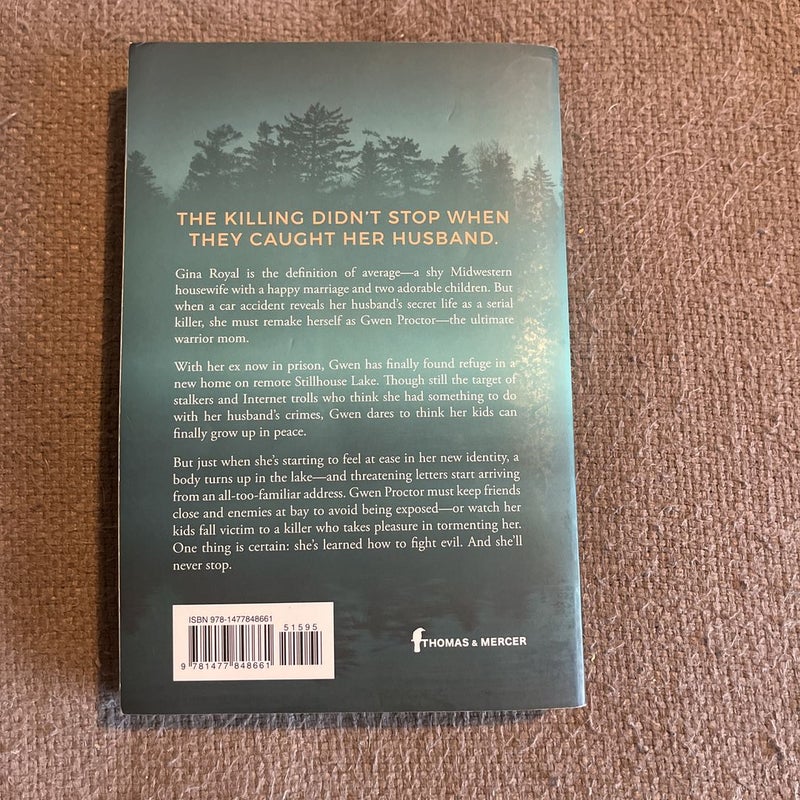 THE KILLING DIDN'T STOP WHEN
THEY CAUGHT HER HUSBAND.
Gina Royal is the definition of average—a shy Midwestern
housewife with a happy marriage and two adorable children. But
when a car accident reveals her husband's secret life as a serial
killer, she must remake herself as Gwen Proctor—the ultimate
warrior mom.
With her ex now in prison, Gwen has finally found refuge in a
new home on remote Stillhouse Lake. Though still the target of
stalkers and Internet trolls who think she had something to do
with her husband's crimes, Gwen dares to think her kids can
finally grow up in peace.
But just when she's starting to feel at ease in her new identity, a
body turns up in the lake—and threatening letters start arriving
from an all-too-familiar address. Gwen Proctor must keep friends
close and enemies at bay to avoid being exposed—or watch her
kids fall victim to a killer who takes pleasure in tormenting her.
One thing is certain: she's learned how to fight evil. And she'll
never stop.
ISBN 978-1477848661
51595
9 781477 848661
THOMAS & MERCER